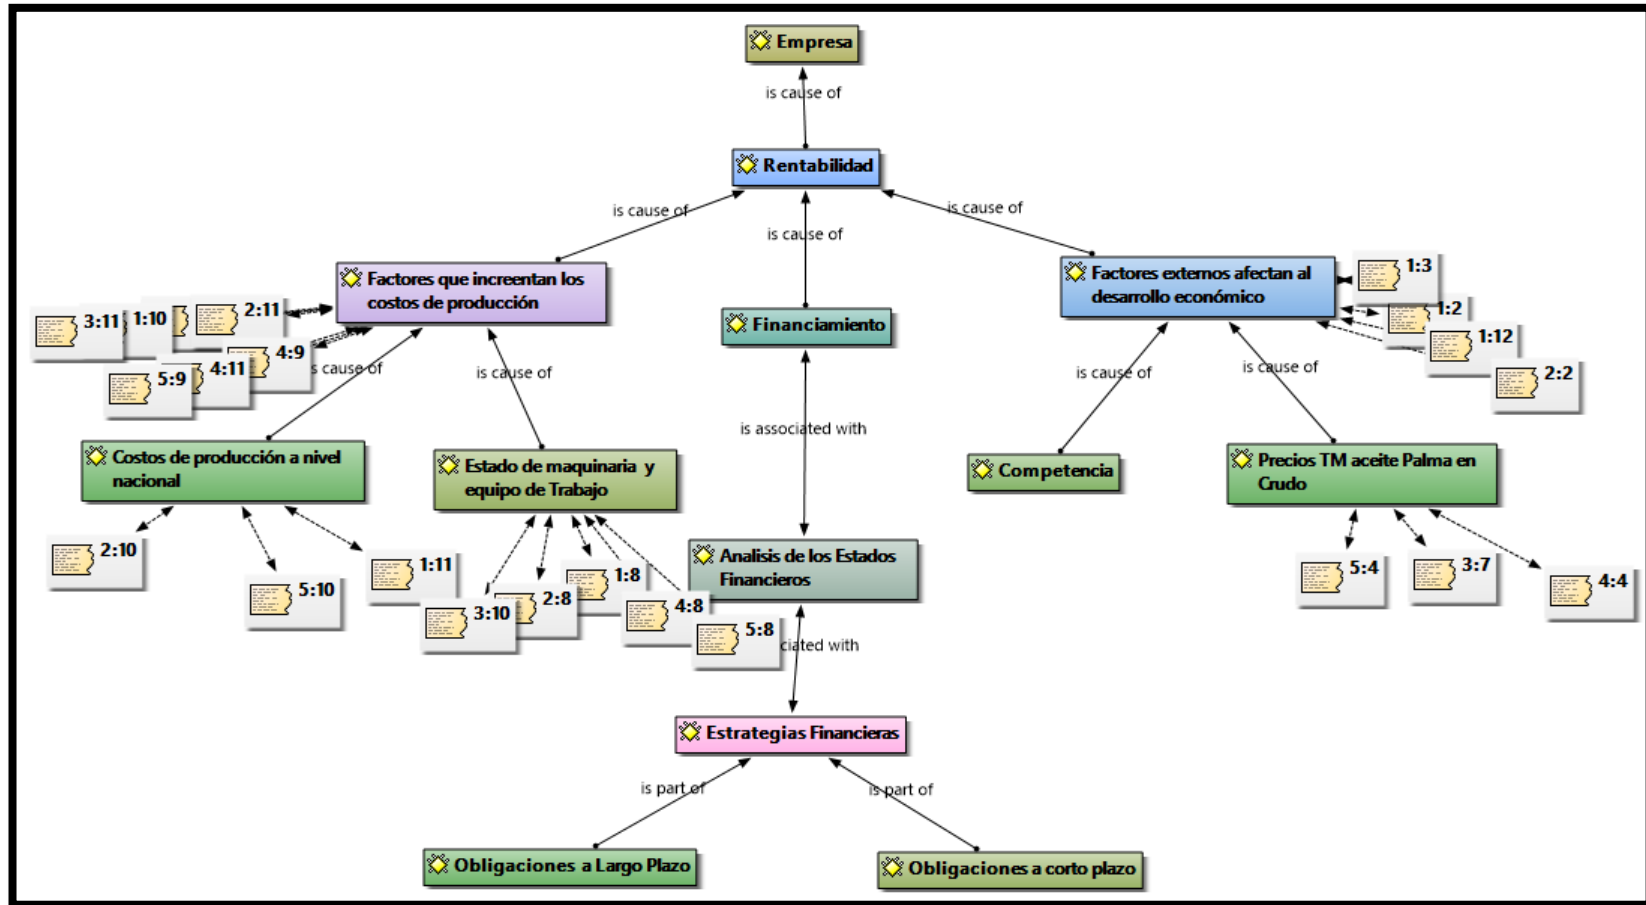 Empresa
is cause of
Rentabilidad
is cause of
is cause of
is cause of
Factores que increentan los
costos de producción
Factores externos afectan al
desarrollo económico
1:3
1:2
1:12
2:2
3:11
1:10
2:11
4:9
4:11
5:9
Financiamiento
is cause of
is cause of
is cause of
is cause of
is associated with
Costos de producción a nivel
nacional
Estado de maquinaria y
equipo de Trabajo
Competencia
Precios TM aceite Palma en
Crudo
2:10
5:10
1:11
3:10
2:8
1:8
4:8
5:8
Analisis de los Estados
Financieros
5:4
3:7
4:4
ciated with
Estrategias Financieras
is part of
is part of
Obligaciones a Largo Plazo
Obligaciones a corto plazo